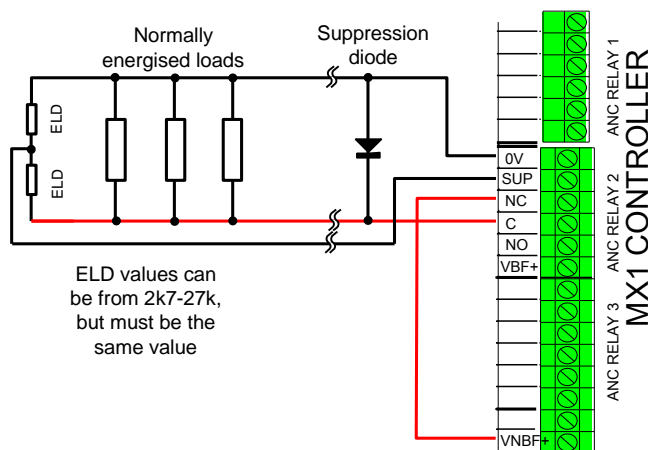 Normally
energised loads
Suppression
diode
ELD
ELD
ELD values can
be from 2k7-27k,
but must be the
same value
0V
SUP
NC
C
NO
VBF+
VNBF+
ANC RELAY 1
ANC RELAY 2
ANC RELAY 3
MX1 CONTROLLER